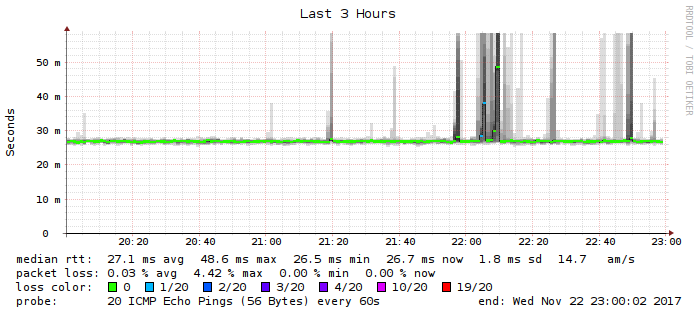 Last 3 Hours
RRDTOOL / TOBI OETIKER
Seconds
50 m
40 m
30 m
20 m
10 m
0
20:20 20:40 21:00 21:20 21:40 22:00 22:20 22:40 23:00
median rtt: 27.1 ms avg 48.6 ms max 26.5 ms min 26.7 ms now 1.8 ms sd 14.7 am/s
packet loss: 0.03 % avg 4.42 % max 0.00 % min 0.00 % now
loss color: 0 1/20 2/20 3/20 4/20 10/20 19/20
probe: 20 ICMP Echo Pings (56 Bytes) every 60s end: Wed Nov 22 23:00:02 2017